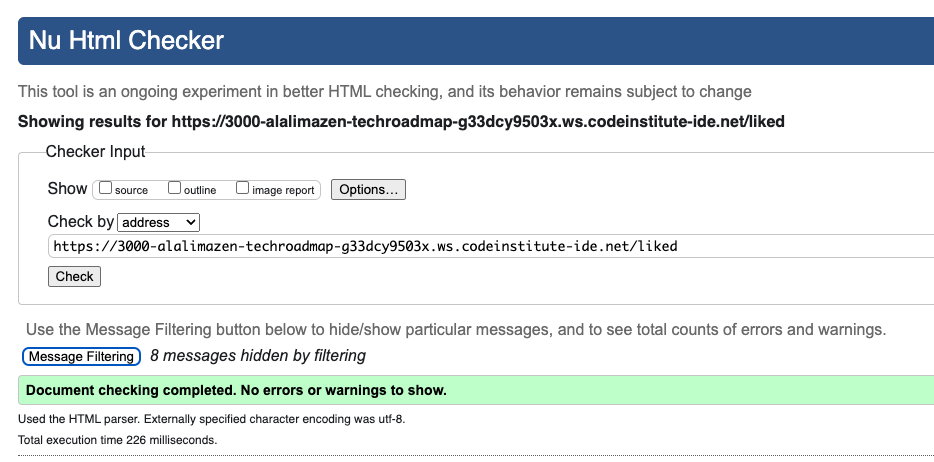 Nu Html Checker
This tool is an ongoing experiment in better HTML checking, and its behavior remains subject to change
Showing results for https://3000-alalimazen-techroadmap-g33dcy9503x.ws.codeinstitute-ide.net/liked
Checker Input
Show source outline image report Options...
Check by address
https://3000-alalimazen-techroadmap-g33dcy9503x.ws.codeinstitute-ide.net/liked
Check
Use the Message Filtering button below to hide/show particular messages, and to see total counts of errors and warnings.
Message Filtering 8 messages hidden by filtering
Document checking completed. No errors or warnings to show.
Used the HTML parser. Externally specified character encoding was utf-8.
Total execution time 226 milliseconds.